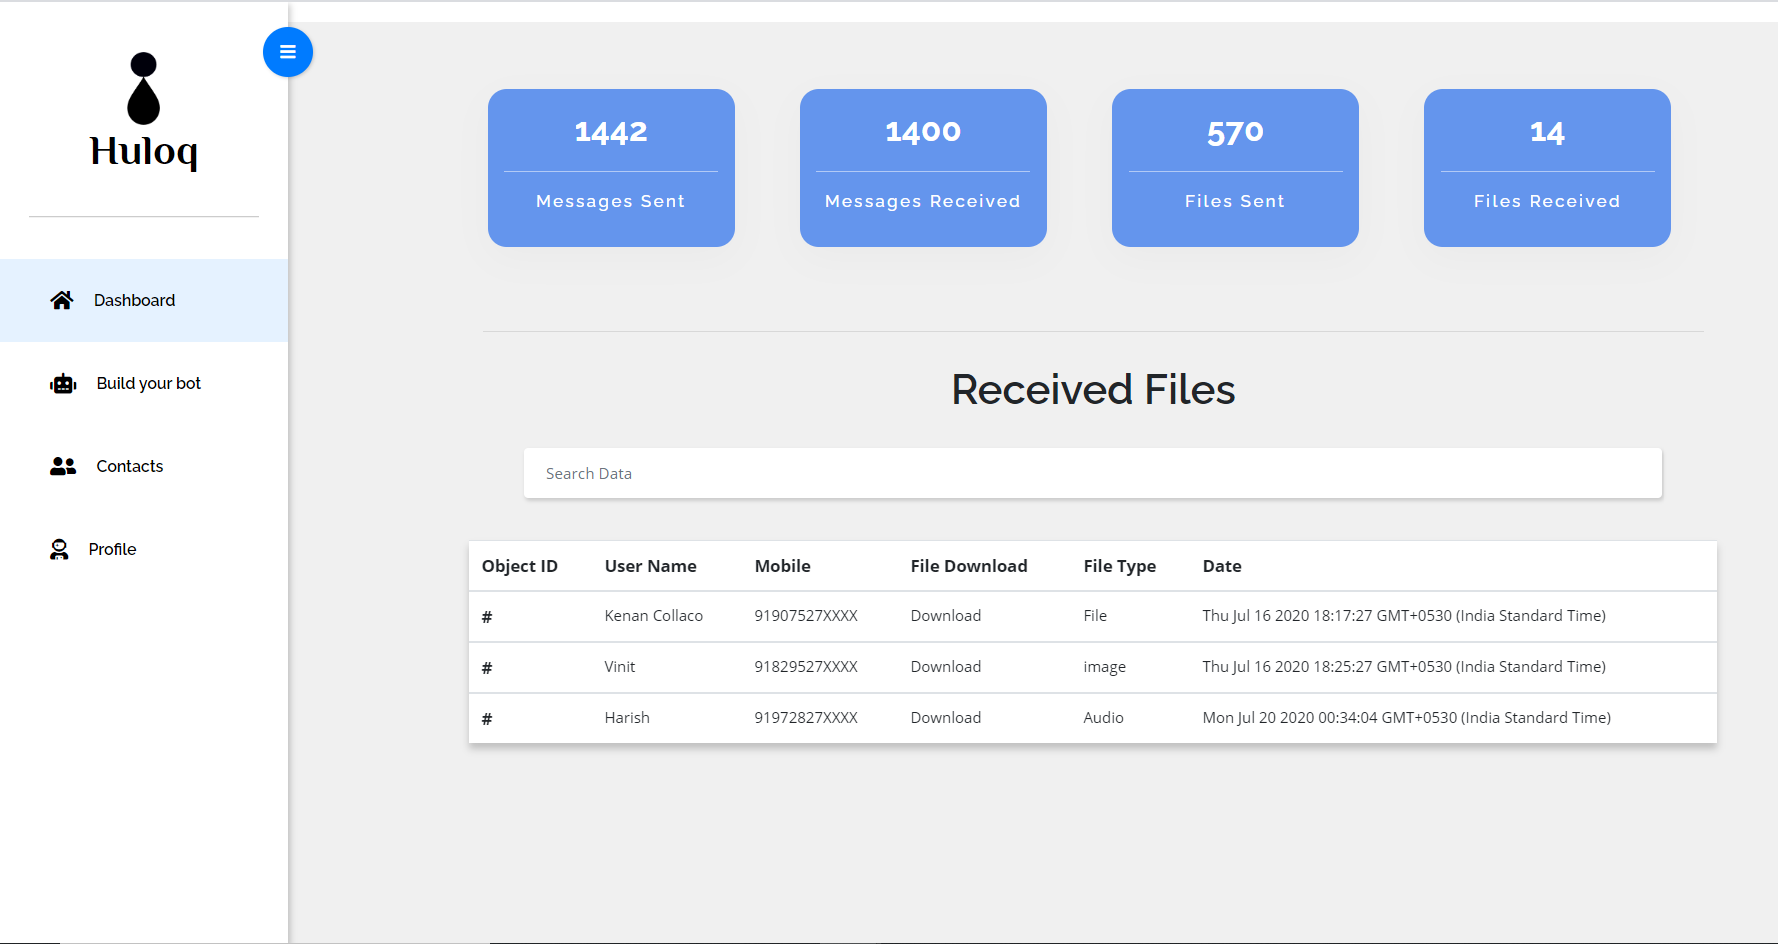 Huloq
Dashboard
Build your bot
Contacts
Profile
1442
Messages Sent
1400
Messages Received
570
Files Sent
14
Files Received
Received Files
Search Data
Object ID User Name Mobile File Download File Type Date
# Kenan Collaco 91907527XXXX Download File Thu Jul 16 2020 18:17:27 GMT+0530 (India Standard Time)
# Vinit 91829527XXXX Download image Thu Jul 16 2020 18:25:27 GMT+0530 (India Standard Time)
# Harish 91972827XXXX Download Audio Mon Jul 20 2020 00:34:04 GMT+0530 (India Standard Time)